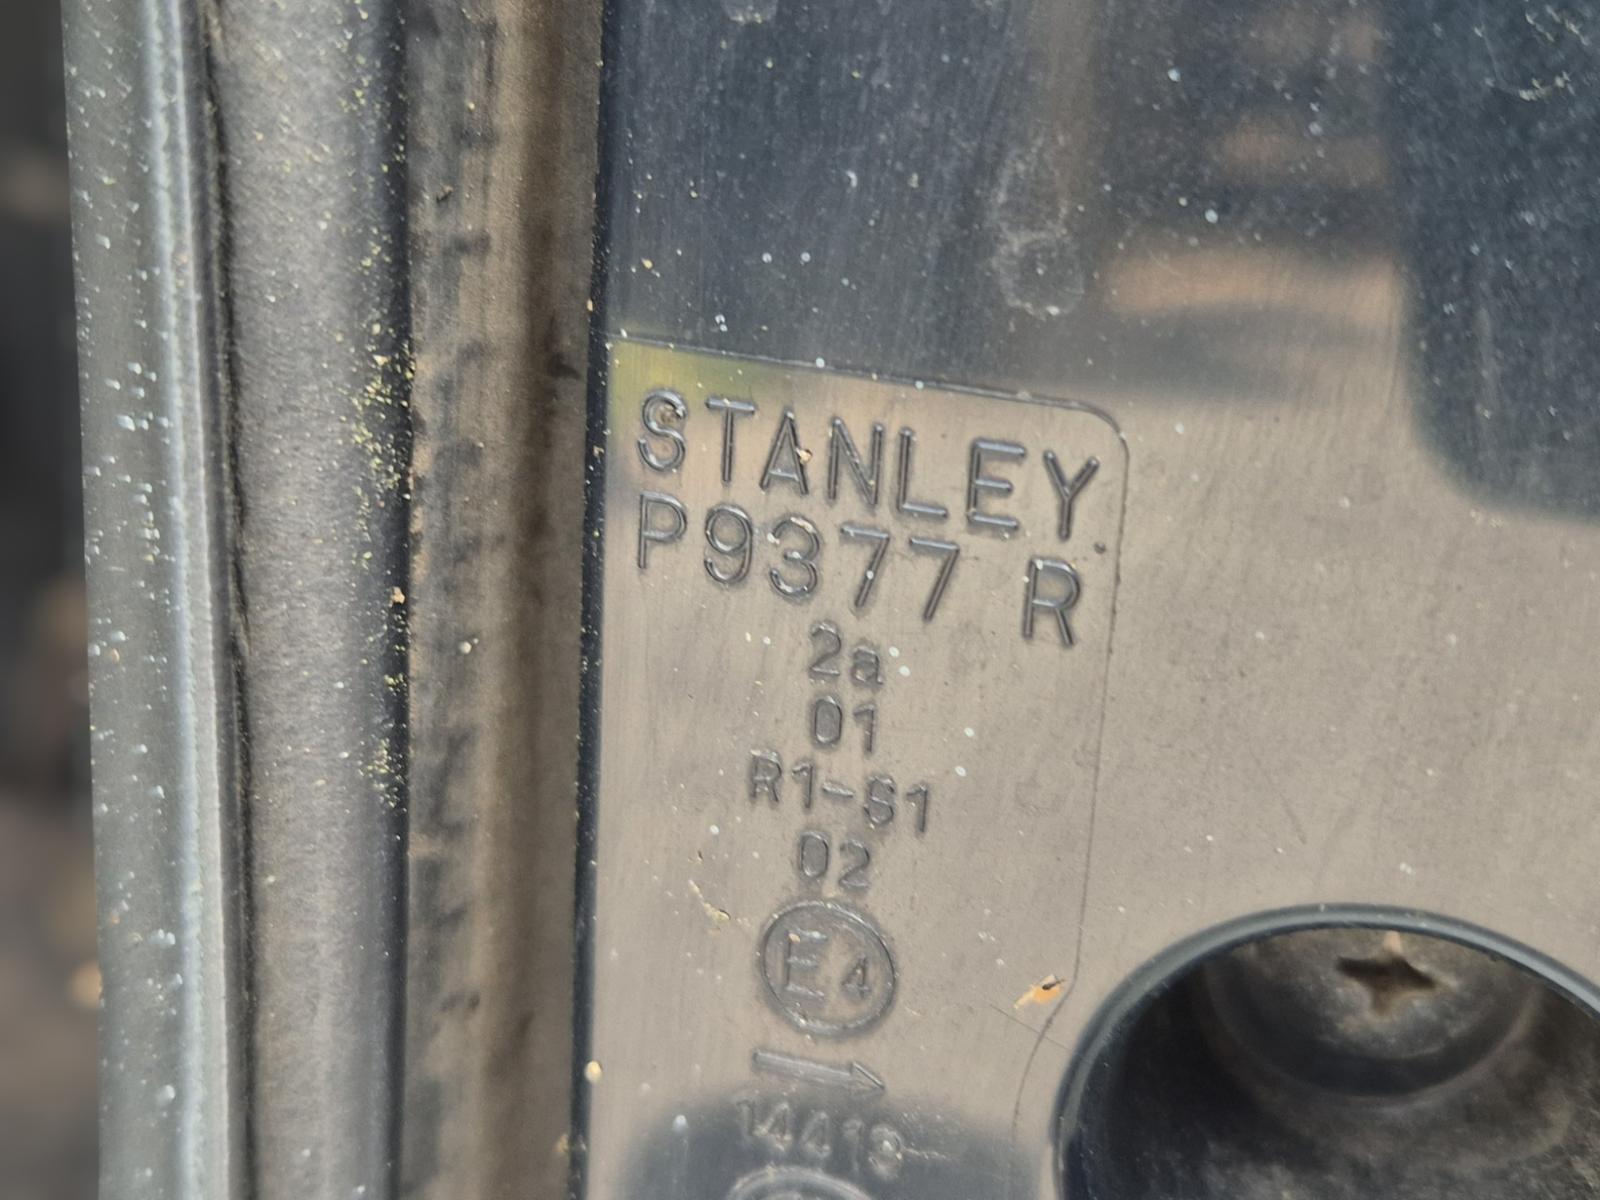 STANLEY
P9377 R
2a
01
R1-S1
02
E4
14419